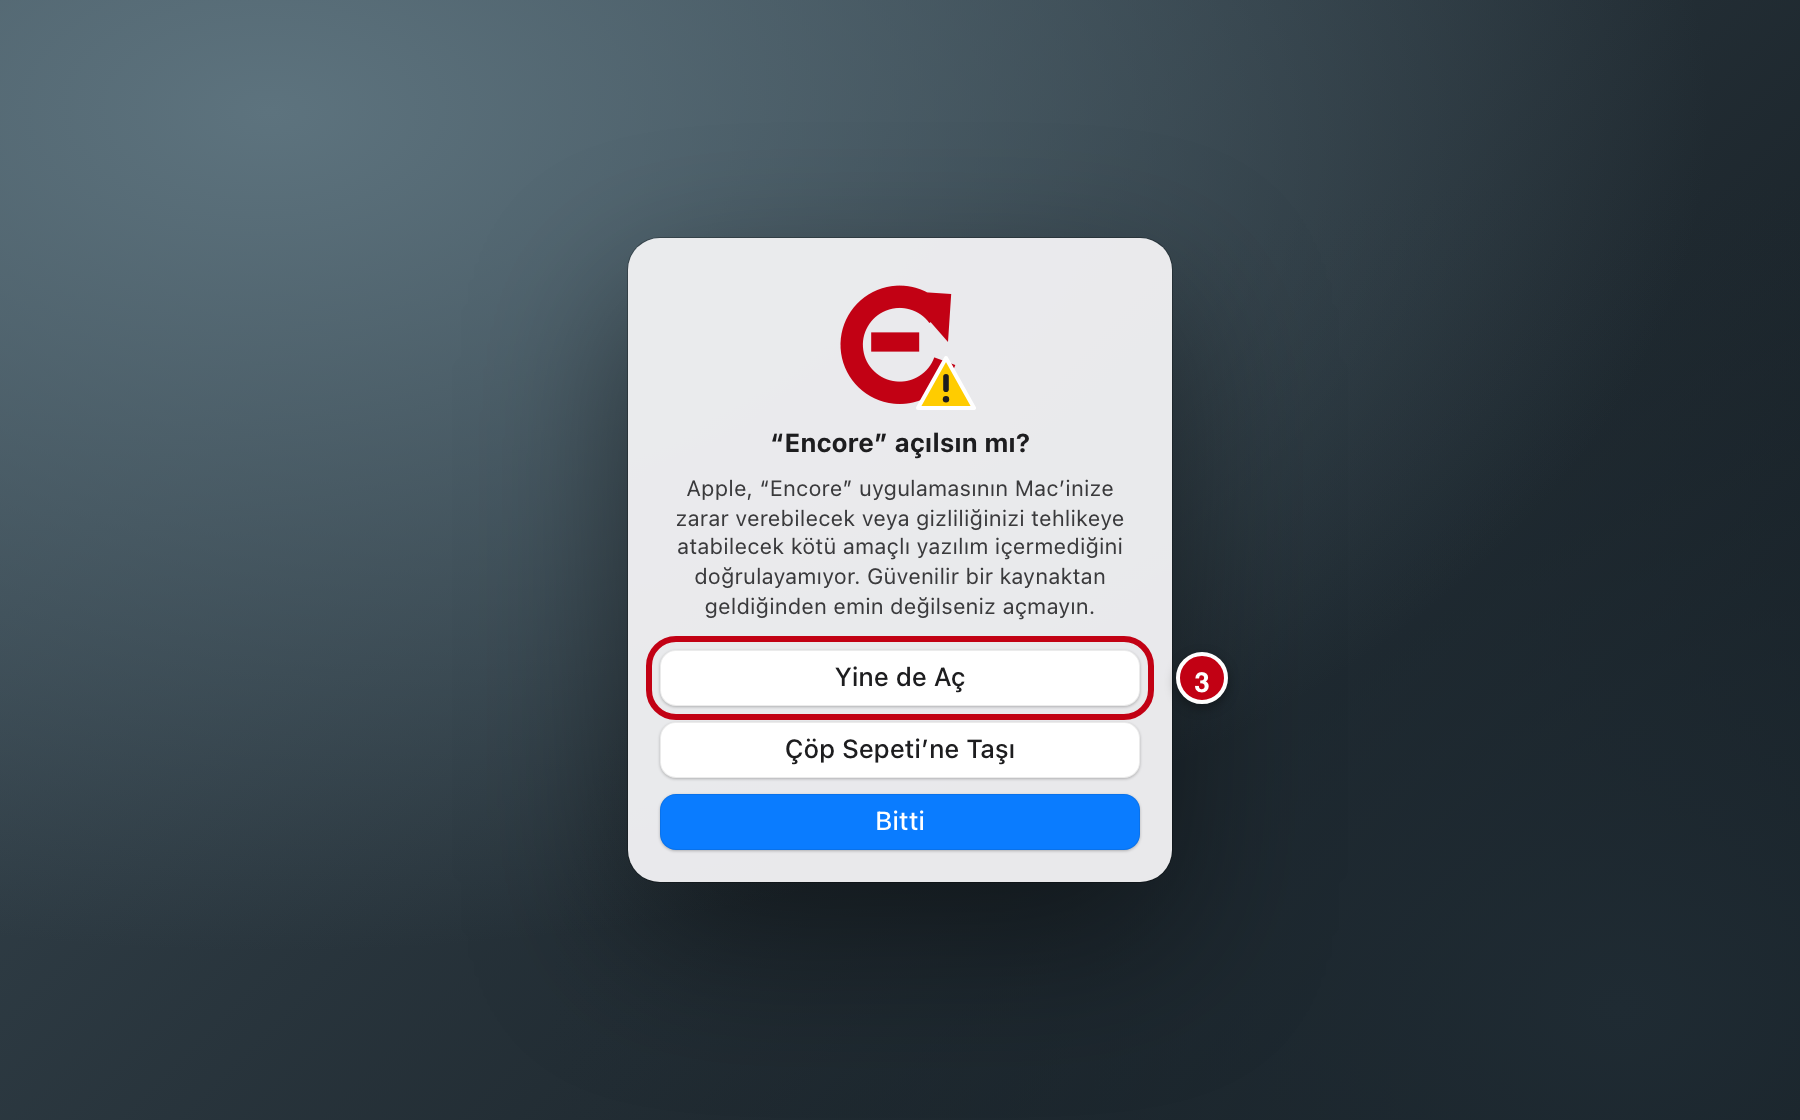 “Encore” açılsın mı?
Apple, “Encore” uygulamasının Mac’inize
zarar verebilecek veya gizliliğinizi tehlikeye
atabilecek kötü amaçlı yazılım içermediğini
doğrulayamıyor. Güvenilir bir kaynaktan
geldiğinden emin değilseniz açmayın.
Yine de Aç
3
Çöp Sepeti’ne Taşı
Bitti